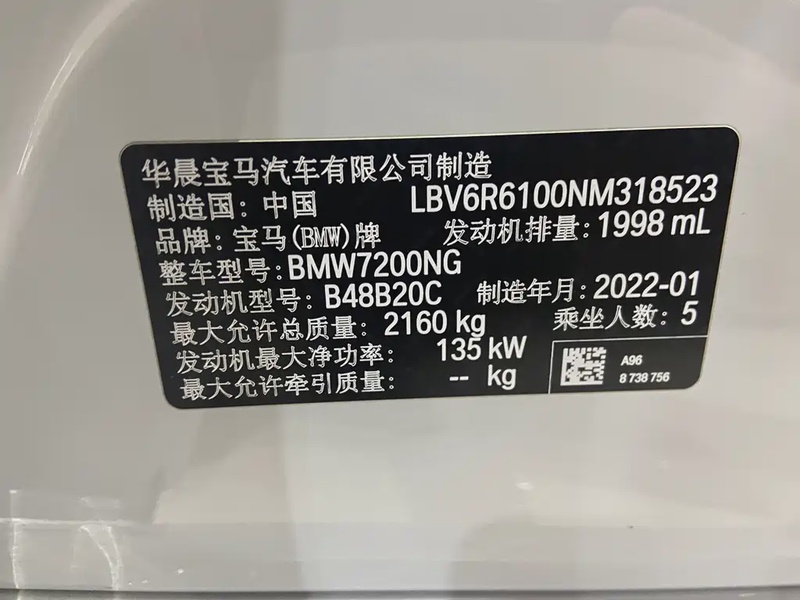 华晨宝马汽车有限公司制造
制造国：中国 LBV6R6100NM318523
品牌：宝马(BMW)牌 发动机排量：1998 mL
整车型号：BMW7200NG
发动机型号：B48B20C 制造年月：2022-01
最大允许总质量：2160 kg 乘坐人数：5
发动机最大净功率：135 kW
最大允许牵引质量：-- kg
A96
8 738 756